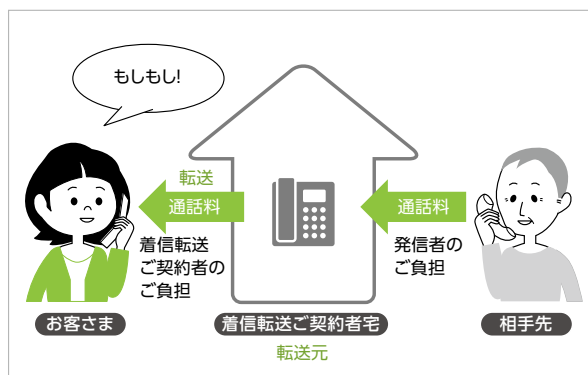 もしもし!
転送
通話料
着信転送
ご契約者の
ご負担
通話料
発信者の
ご負担
お客さま
着信転送ご契約者宅
相手先
転送元